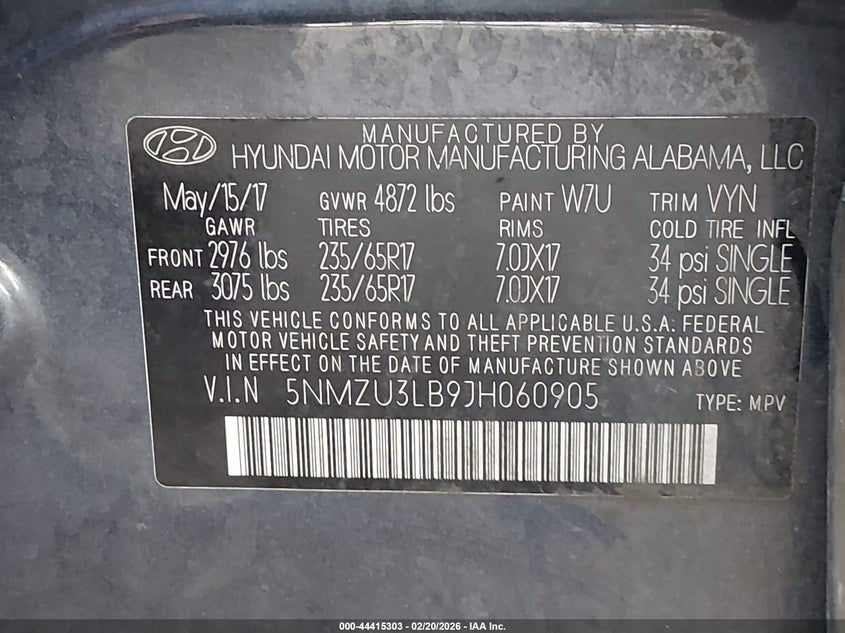 MANUFACTURED BY
HYUNDAI MOTOR MANUFACTURING ALABAMA, LLC
May/15/17 GVWR 4872 lbs PAINT W7U TRIM VYN
GAWR TIRES RIMS COLD TIRE INFL
FRONT 2976 lbs 235/65R17 7.0JX17 34 psi SINGLE
REAR 3075 lbs 235/65R17 7.0JX17 34 psi SINGLE
THIS VEHICLE CONFORMS TO ALL APPLICABLE U.S.A: FEDERAL
MOTOR VEHICLE SAFETY AND THEFT PREVENTION STANDARDS
IN EFFECT ON THE DATE OF MANUFACTURE SHOWN ABOVE
V.I.N 5NMZU3LB9JH060905 TYPE: MPV
000-44415303 - 02/20/2026 - IAA Inc.